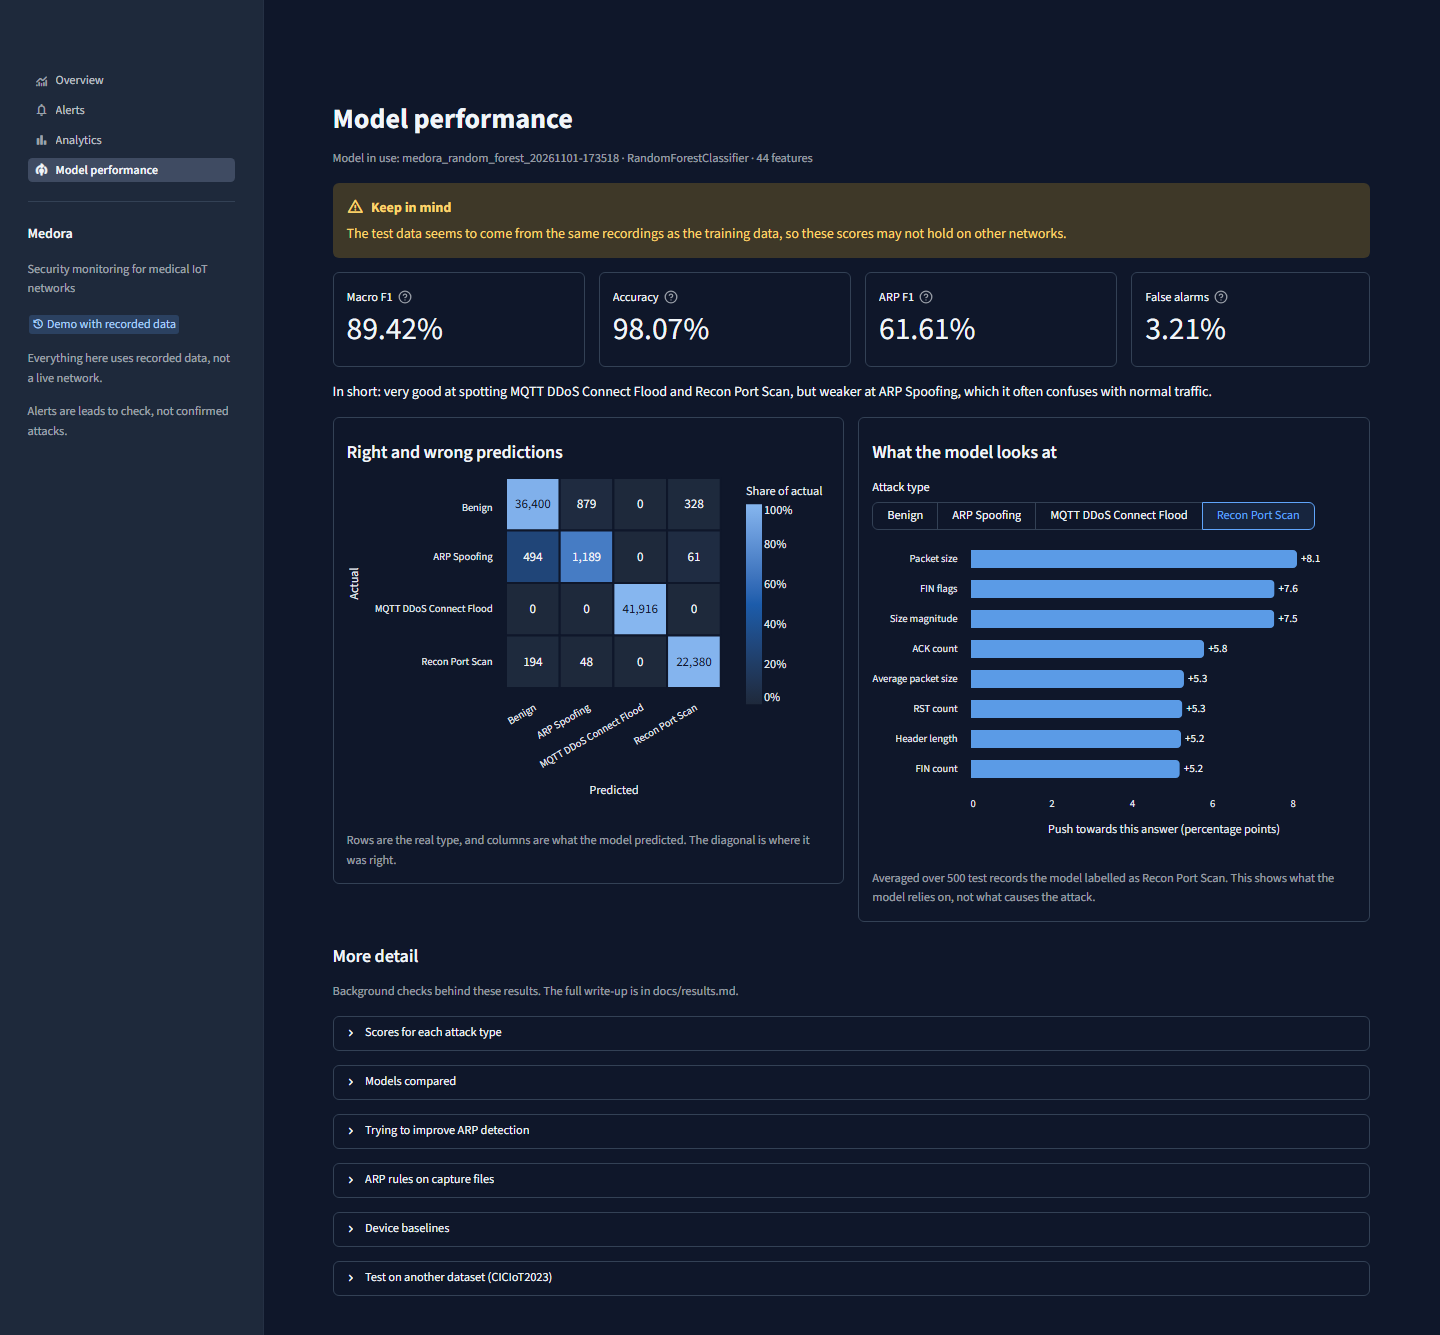 Overview
Alerts
Analytics
Model performance
Medora
Security monitoring for medical IoT
networks
Demo with recorded data
Everything here uses recorded data, not
a live network.
Alerts are leads to check, not confirmed
attacks.
Model performance
Model in use: medora_random_forest_20261101-173518 · RandomForestClassifier · 44 features
Keep in mind
The test data seems to come from the same recordings as the training data, so these scores may not hold on other networks.
Macro F1
89.42%
Accuracy
98.07%
ARP F1
61.61%
False alarms
3.21%
In short: very good at spotting MQTT DDoS Connect Flood and Recon Port Scan, but weaker at ARP Spoofing, which it often confuses with normal traffic.
Right and wrong predictions
Share of actual
100%
80%
60%
40%
20%
0%
Actual
Benign 36,400 879 0 328
ARP Spoofing 494 1,189 0 61
MQTT DDoS Connect Flood 0 0 41,916 0
Recon Port Scan 194 48 0 22,380
Benign
ARP Spoofing
MQTT DDoS Connect Flood
Recon Port Scan
Predicted
Rows are the real type, and columns are what the model predicted. The diagonal is where it
was right.
What the model looks at
Attack type
Benign ARP Spoofing MQTT DDoS Connect Flood Recon Port Scan
Packet size +8.1
FIN flags +7.6
Size magnitude +7.5
ACK count +5.8
Average packet size +5.3
RST count +5.3
Header length +5.2
FIN count +5.2
0 2 4 6 8
Push towards this answer (percentage points)
Averaged over 500 test records the model labelled as Recon Port Scan. This shows what the
model relies on, not what causes the attack.
More detail
Background checks behind these results. The full write-up is in docs/results.md.
Scores for each attack type
Models compared
Trying to improve ARP detection
ARP rules on capture files
Device baselines
Test on another dataset (CICIoT2023)